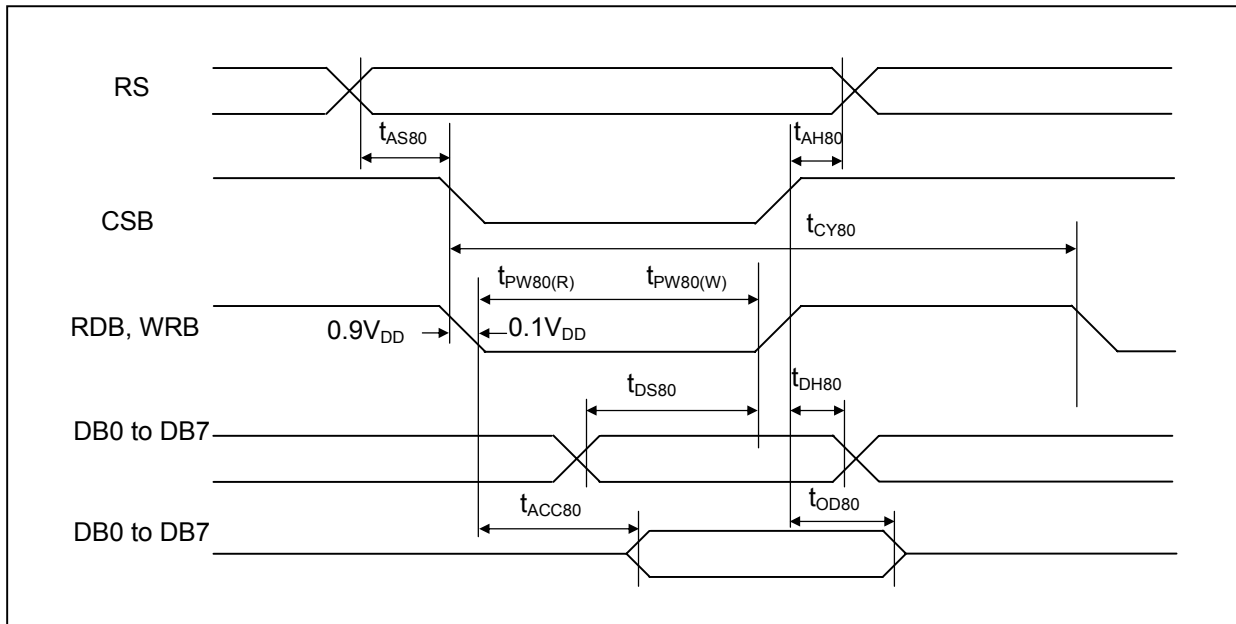 RS
tAS80
tAH80
CSB
tCY80
tPW80(R) tPW80(W)
RDB, WRB
0.9VDD 0.1VDD
tDS80
tDH80
DB0 to DB7
tACC80
tOD80
DB0 to DB7